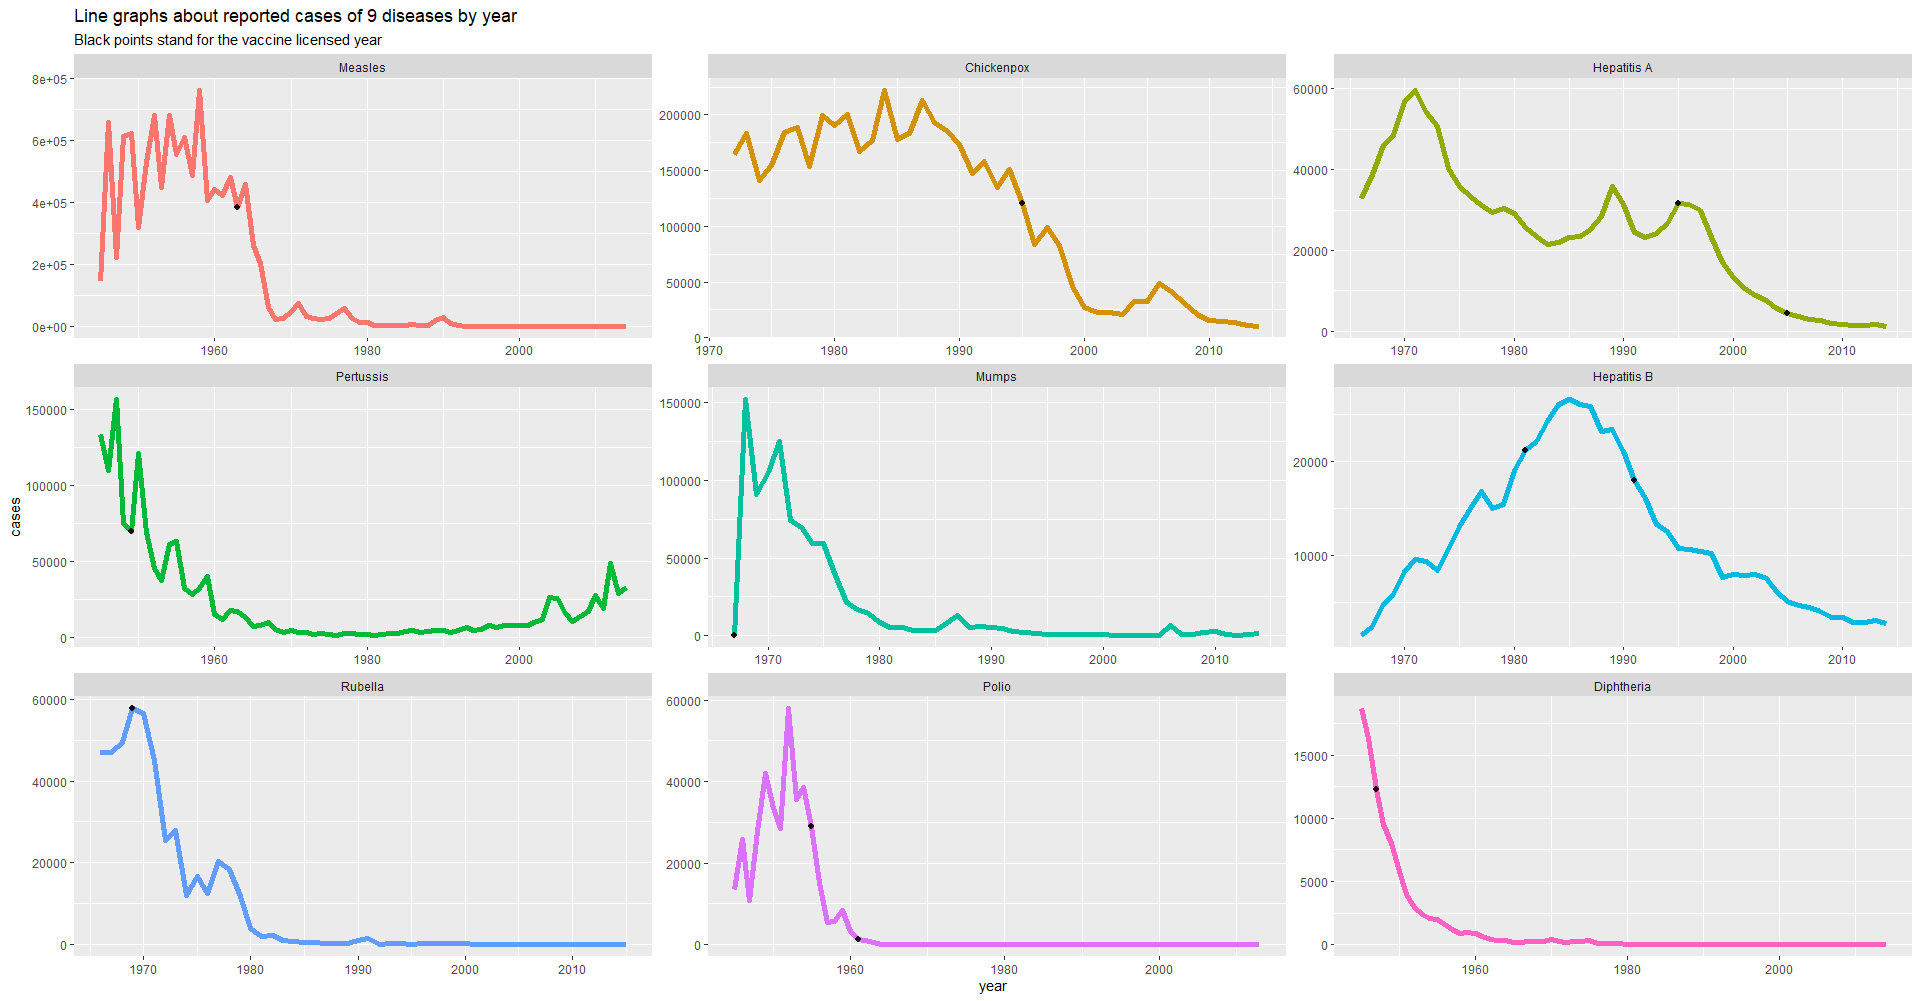 Line graphs about reported cases of 9 diseases by year
Black points stand for the vaccine licensed year
Measles
8e+05
6e+05
4e+05
2e+05
0e+00
1960 1980 2000
Chickenpox
200000
150000
100000
50000
0
1970 1980 1990 2000 2010
Hepatitis A
60000
40000
20000
0
1970 1980 1990 2000 2010
cases
Pertussis
150000
100000
50000
0
1960 1980 2000
Mumps
150000
100000
50000
0
1970 1980 1990 2000 2010
Hepatitis B
20000
10000
1970 1980 1990 2000 2010
Rubella
60000
40000
20000
0
1970 1980 1990 2000 2010
Polio
60000
40000
20000
0
1960 1980 2000
Diphtheria
15000
10000
5000
0
1960 1980 2000
year